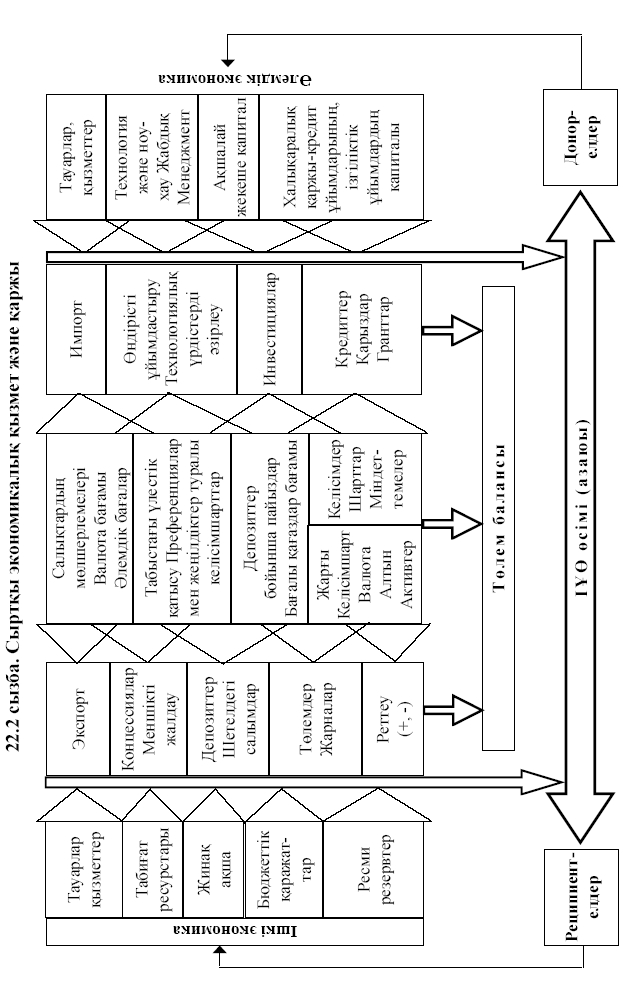 22.2 сызба. Сыртқы экономикалық қызмет және қаржы
Ішкі экономика
Тауарлар
қызметтер
Табиғат
ресурстары
Жинақ
ақша
Бюджеттік
қаражат-
тар
Ресми
резервтер
Экспорт
Концессиялар
Меншікті
жалдау
Депозиттер
Шетелдегі
салымдар
Төлемдер
Жарналар
Реттеу
(+, -)
Салықтардың
мөлшерлемелері
Валюта бағамы
Әлемдік бағалар
Табыстағы үлестік
қатысу Преференциялар
мен жеңілдіктер туралы
келісімшарттар
Депозиттер
бойынша пайыздар
Бағалы қағаздар бағамы
Жарғы
Келісімшарт
Валюта
Алтын
Активтер
Келісімдер
Шарттар
Міндет-
темелер
Импорт
Өндірісті
ұйымдастыру
Технологиялық
үрдістерді
әзірлеу
Инвестициялар
Кредиттер
Қарыздар
Гранттар
Тауарлар,
қызметтер
Технология
және ноу-
хау Жабдық
Менеджмент
Ақшалай
жекеше капитал
Халықаралық
қаржы-кредит
ұйымдарының,
ізгіліктік
ұйымдардың
капиталы
Әлемдік экономика
Төлем балансы
ІҮӨ өсімі (азаюы)
Реципиент-
елдер
Донор-
елдер